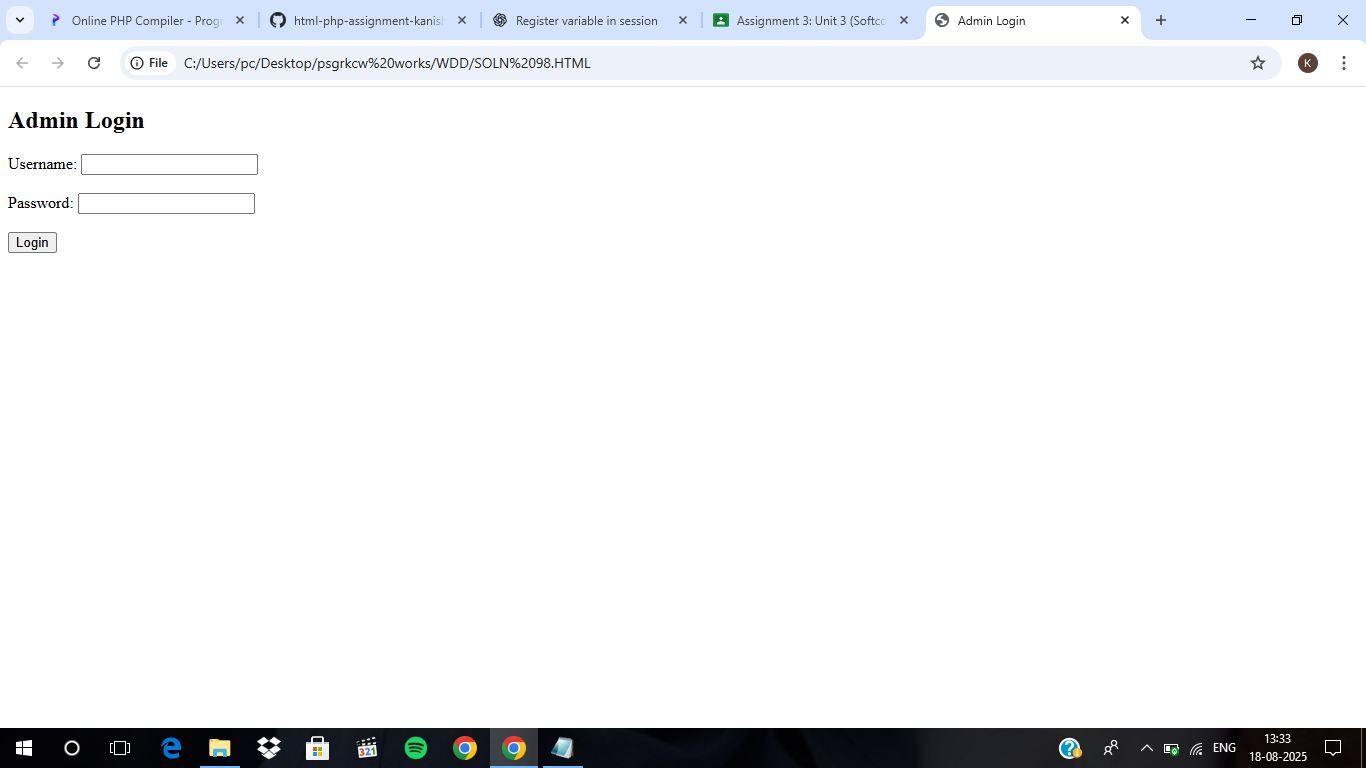 Online PHP Compiler - Prog
html-php-assignment-kanis
Register variable in session
Assignment 3: Unit 3 (Softco
Admin Login
File
C:/Users/pc/Desktop/psgrkcw%20works/WDD/SOLN%2098.HTML
K
Admin Login
Username:
Password:
Login
321
ENG
13:33
18-08-2025